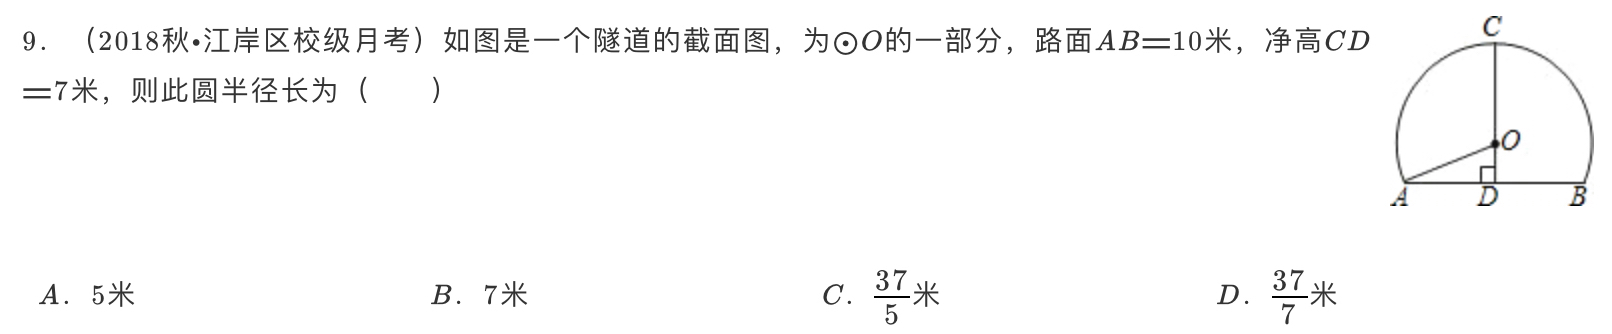 9. （2018秋•江岸区校级月考）如图是一个隧道的截面图，为⊙O的一部分，路面AB＝10米，净高CD
＝7米，则此圆半径长为（　　）
C
O
A D B
A. 5米 B. 7米 C. 37/5米 D. 37/7米